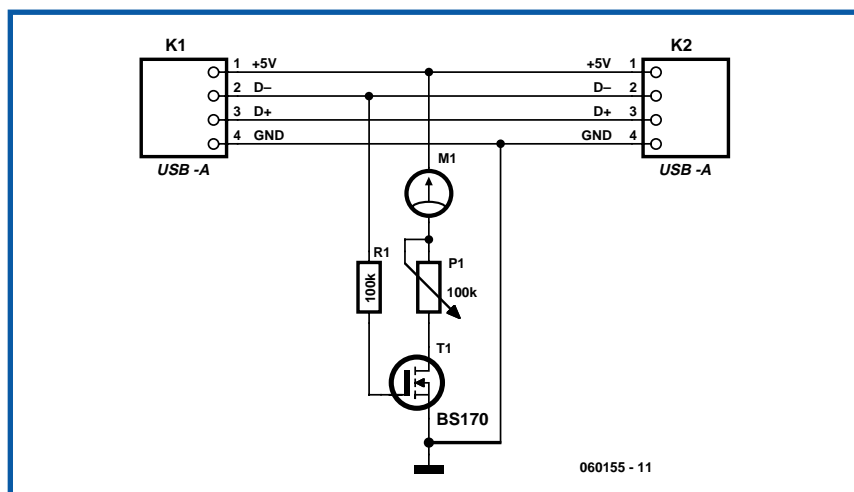 K1
K2
1 +5V
+5V 1
2 D–
D– 2
3 D+
D+ 3
4 GND
GND 4
USB -A
USB -A
M1
R1
100k
P1
100k
T1
BS170
060155 - 11